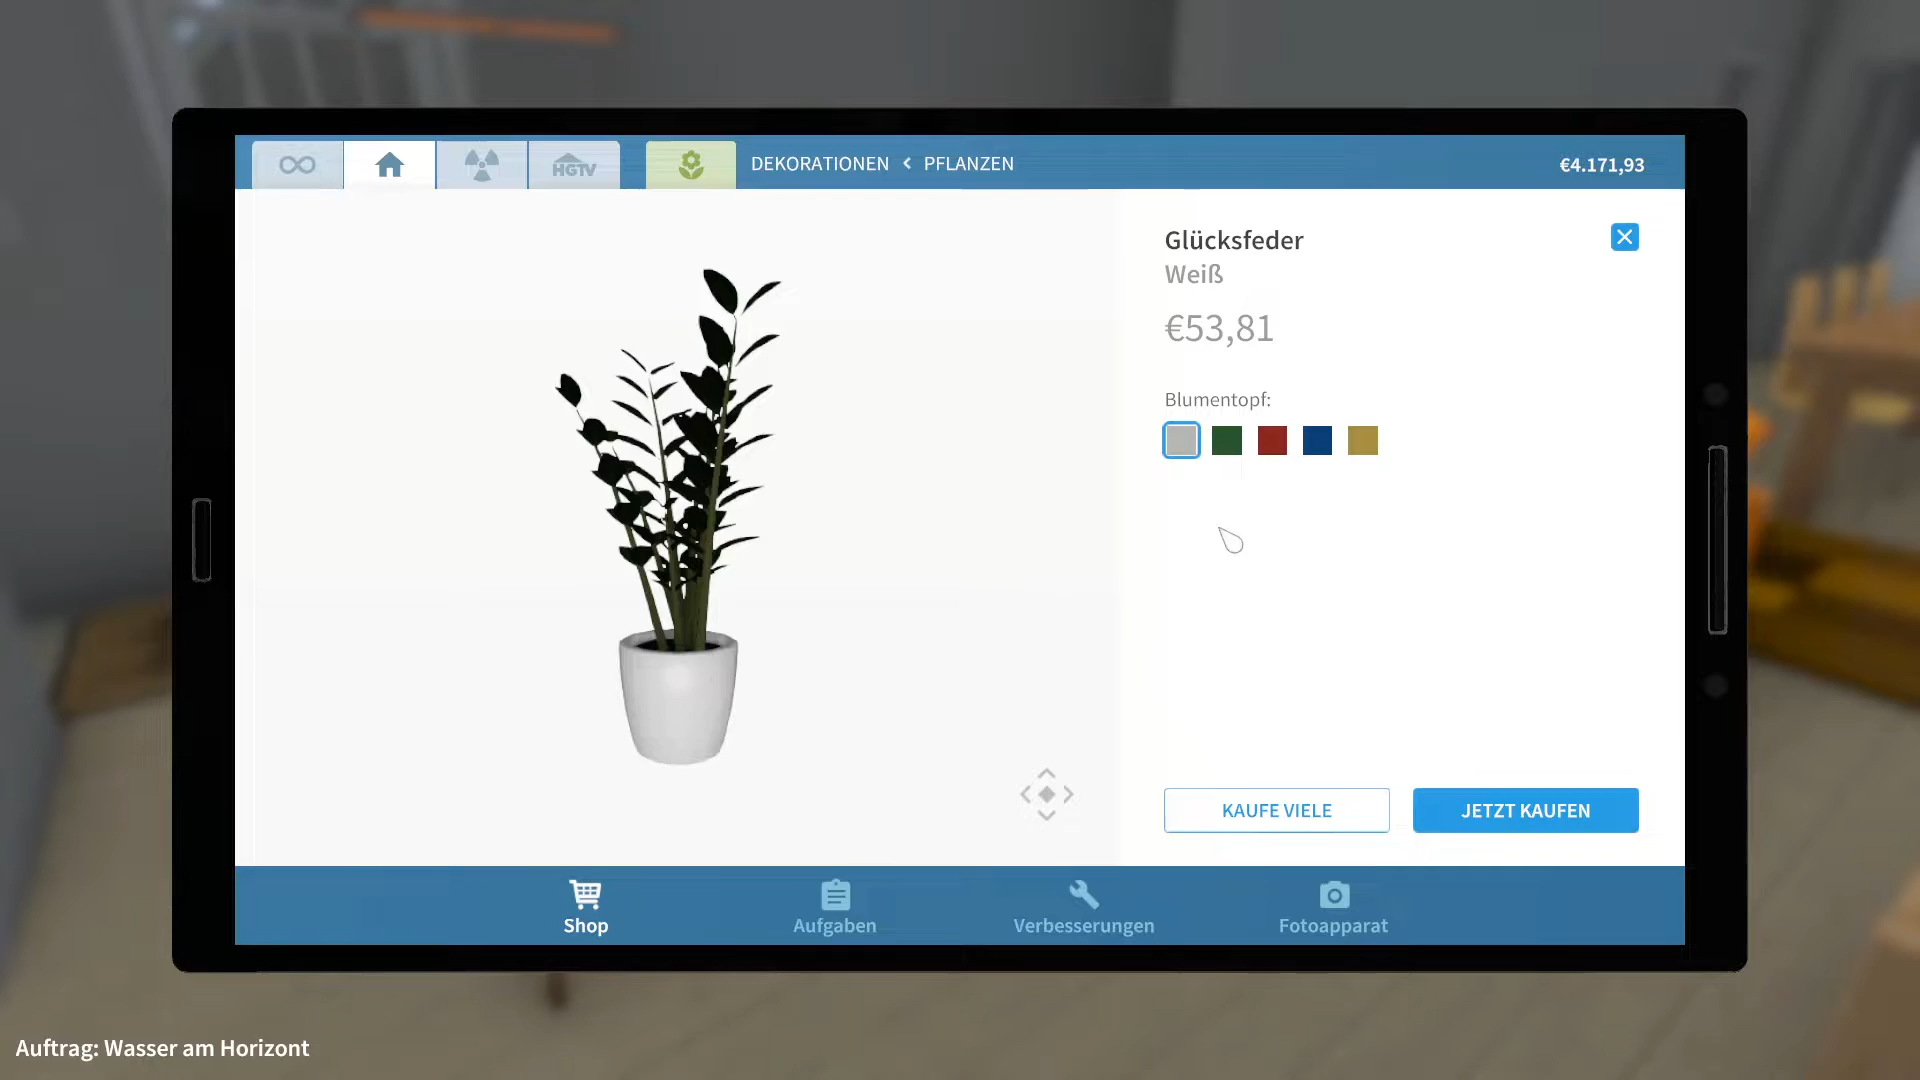 HGTV
DEKORATIONEN < PFLANZEN
€4.171,93
Glücksfeder
Weiß
€53,81
Blumentopf:
KAUFE VIELE
JETZT KAUFEN
Shop
Aufgaben
Verbesserungen
Fotoapparat
Auftrag: Wasser am Horizont